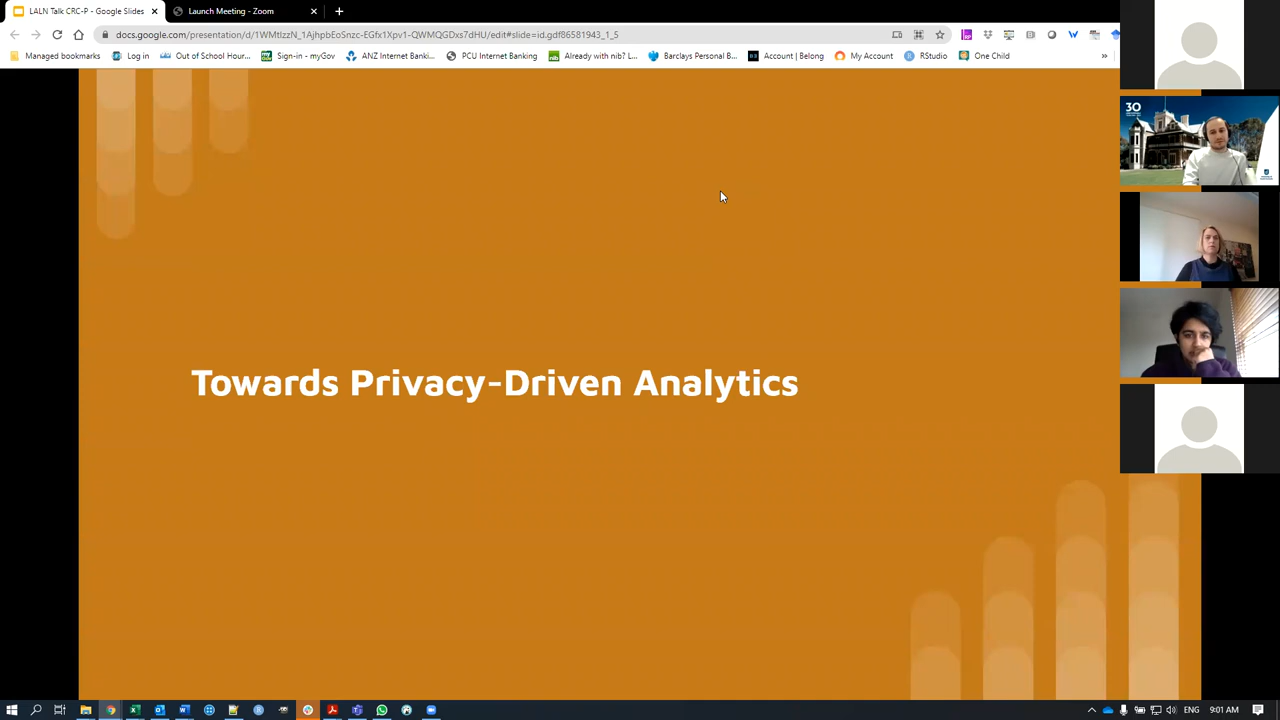 LALN Talk CRC-P - Google Slides
Launch Meeting - Zoom
docs.google.com/presentation/d/1WMtIzzN_1AjhpbEoSnzc-EGfx1Xpv1-QWMQGDxs7dHU/edit#slide=id.gdf86581943_1_5
Managed bookmarks
Log in
Out of School Hour...
Sign-in - myGov
ANZ Internet Banki...
PCU Internet Banking
Already with nib? L...
Barclays Personal B...
Account | Belong
My Account
RStudio
One Child
30
Towards Privacy-Driven Analytics
ENG
9:01 AM